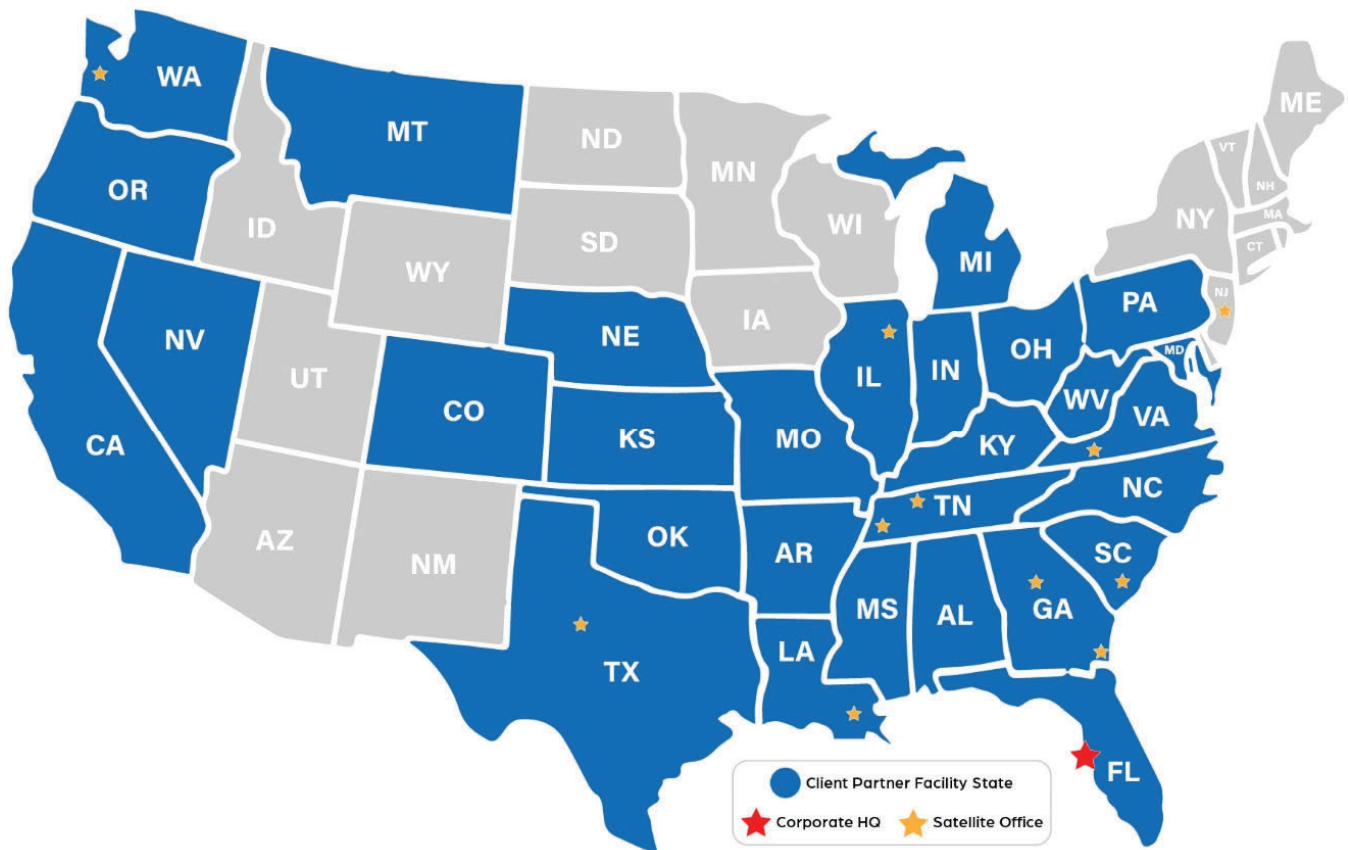 WA
MT
ND
MN
ME
VT
NH
OR
ID
SD
WI
NY
MA
CT
WY
MI
NV
NE
IA
PA
NJ
UT
CO
IL
IN
OH
MD
CA
KS
MO
WV
VA
KY
AZ
NM
OK
AR
TN
NC
SC
TX
LA
MS
AL
GA
FL
Client Partner Facility State
Corporate HQ
Satellite Office